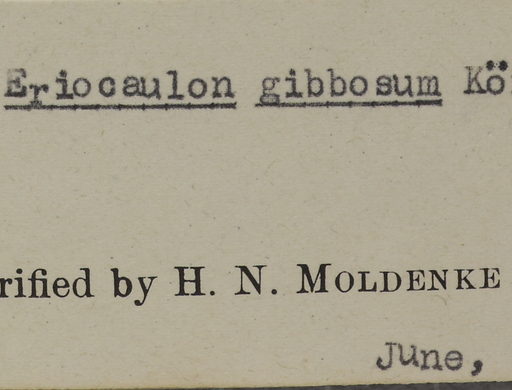 Eriocaulon gibbosum Kö
rified by H. N. MOLDENKE
June,